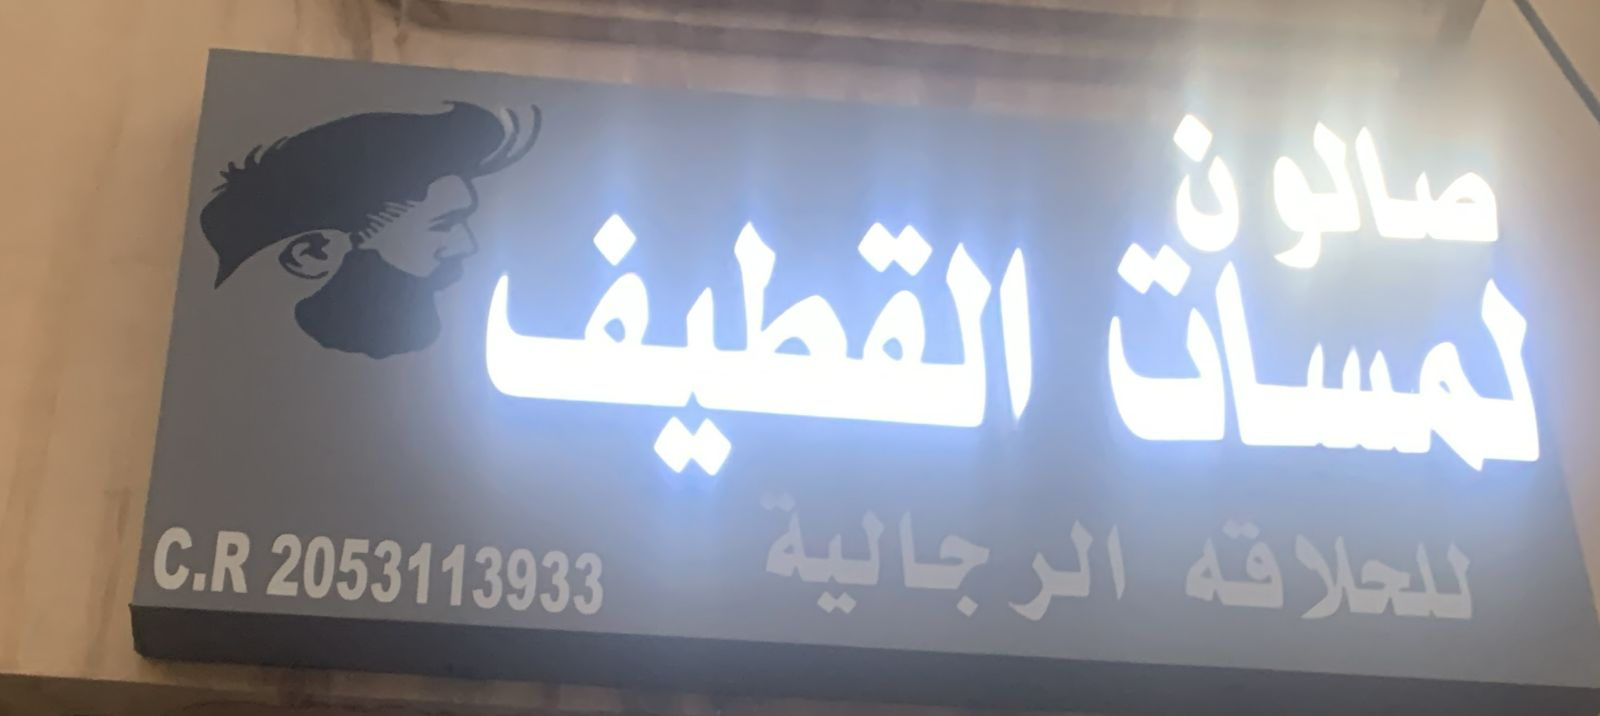 صالون
لمسات القطيف
للحلاقه الرجالية
C.R 2053113933